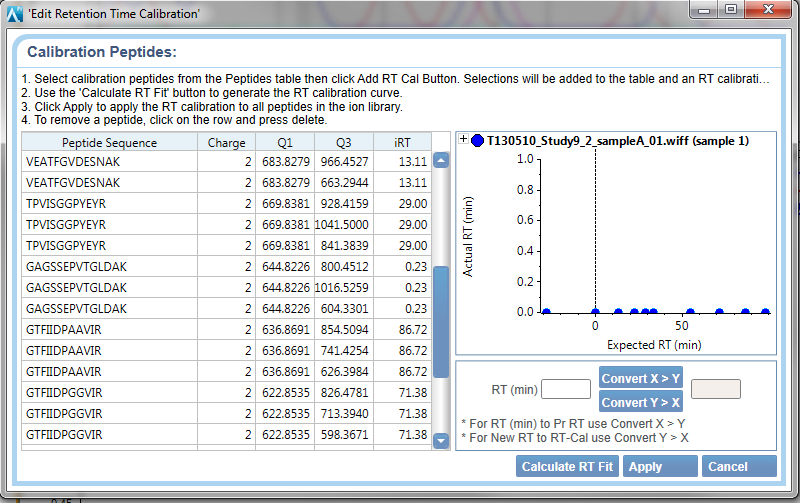 'Edit Retention Time Calibration'
Calibration Peptides:
1. Select calibration peptides from the Peptides table then click Add RT Cal Button. Selections will be added to the table and an RT calibrati...
2. Use the 'Calculate RT Fit' button to generate the RT calibration curve.
3. Click Apply to apply the RT calibration to all peptides in the ion library.
4. To remove a peptide, click on the row and press delete.
Peptide Sequence Charge Q1 Q3 iRT
VEATFGVDESNAK 2 683.8279 966.4527 13.11
VEATFGVDESNAK 2 683.8279 663.2944 13.11
TPVISGGPYEYR 2 669.8381 928.4159 29.00
TPVISGGPYEYR 2 669.8381 1041.5000 29.00
TPVISGGPYEYR 2 669.8381 841.3839 29.00
GAGSSEPVTGLDAK 2 644.8226 800.4512 0.23
GAGSSEPVTGLDAK 2 644.8226 1016.5259 0.23
GAGSSEPVTGLDAK 2 644.8226 604.3301 0.23
GTFIIDPAAVIR 2 636.8691 854.5094 86.72
GTFIIDPAAVIR 2 636.8691 741.4254 86.72
GTFIIDPAAVIR 2 636.8691 626.3984 86.72
GTFIIDPGGVIR 2 622.8535 826.4781 71.38
GTFIIDPGGVIR 2 622.8535 713.3940 71.38
GTFIIDPGGVIR 2 622.8535 598.3671 71.38
T130510_Study9_2_sampleA_01.wiff (sample 1)
1.0
0.8
0.6
0.4
0.2
0.0
Actual RT (min)
0 50
Expected RT (min)
RT (min)
Convert X > Y
Convert Y > X
* For RT (min) to Pr RT use Convert X > Y
* For New RT to RT-Cal use Convert Y > X
Calculate RT Fit Apply Cancel